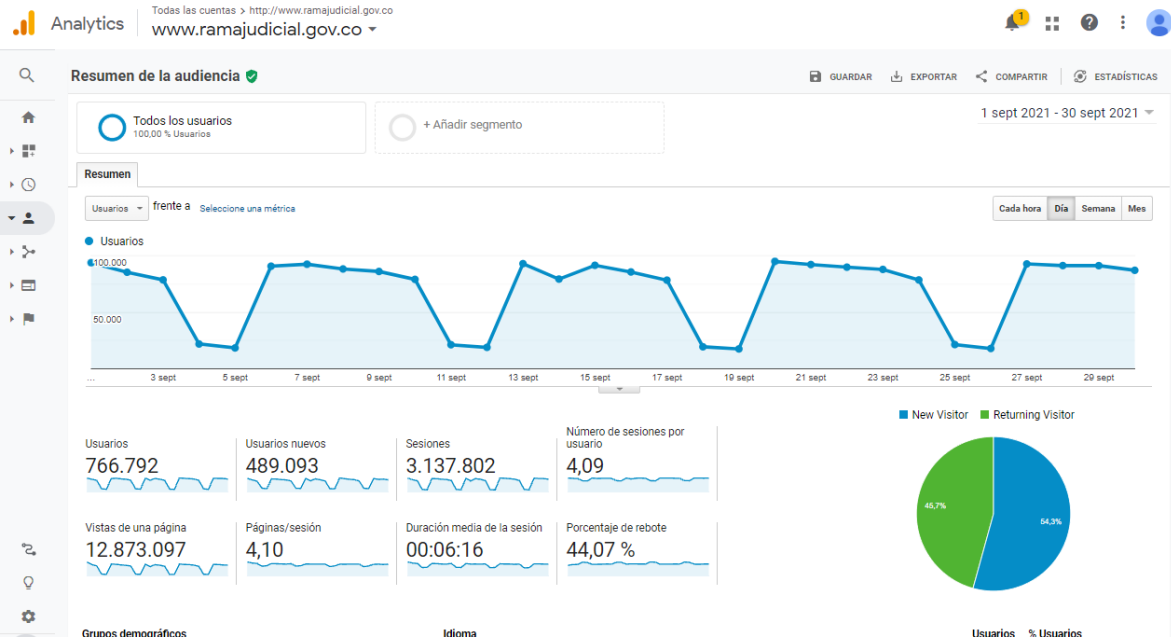 Analytics
Todas las cuentas > http://www.ramajudicial.gov.co
www.ramajudicial.gov.co
1
Resumen de la audiencia
GUARDAR
EXPORTAR
COMPARTIR
ESTADÍSTICAS
Todos los usuarios
100,00 % Usuarios
+ Añadir segmento
1 sept 2021 - 30 sept 2021
Resumen
Usuarios
frente a
Seleccione una métrica
Cada hora
Día
Semana
Mes
Usuarios
100.000
50.000
...
3 sept
5 sept
7 sept
9 sept
11 sept
13 sept
15 sept
17 sept
19 sept
21 sept
23 sept
25 sept
27 sept
29 sept
New Visitor
Returning Visitor
Usuarios
766.792
Usuarios nuevos
489.093
Sesiones
3.137.802
Número de sesiones por
usuario
4,09
Vistas de una página
12.873.097
Páginas/sesión
4,10
Duración media de la sesión
00:06:16
Porcentaje de rebote
44,07 %
45,7%
54,3%
Grupos demográficos
Idioma
Usuarios
% Usuarios